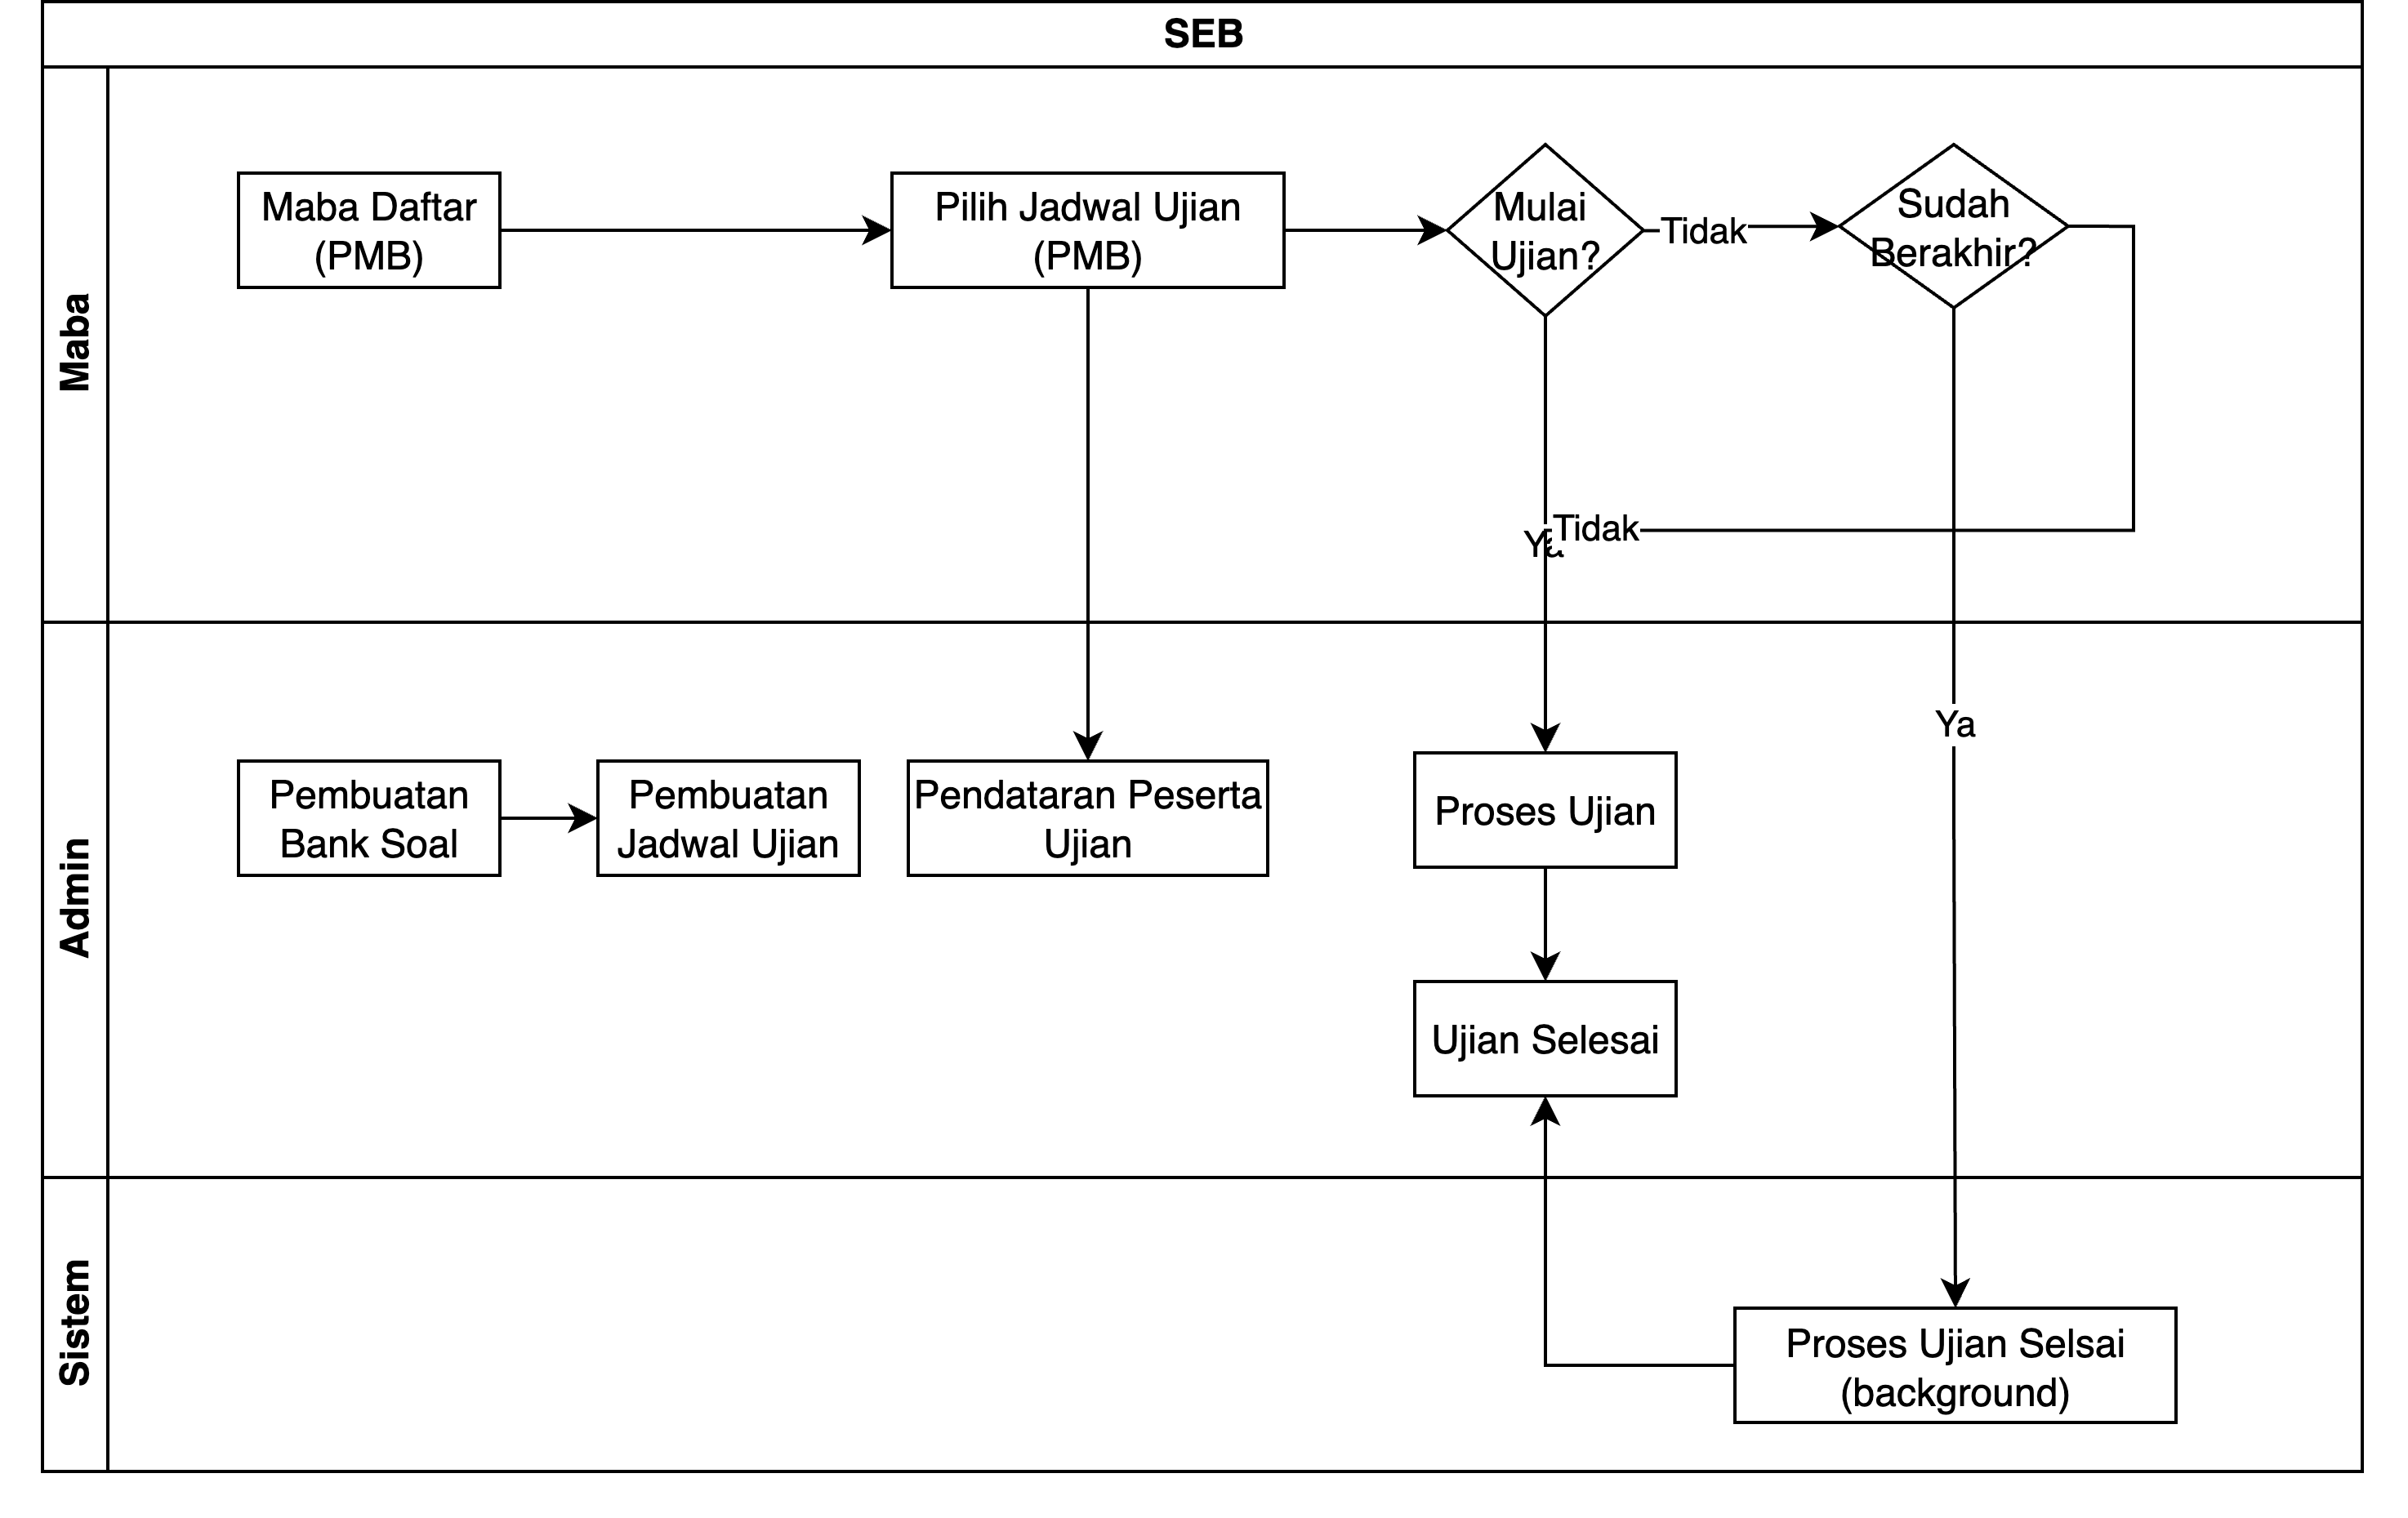 SEB
Maba
Maba Daftar
(PMB)
Pilih Jadwal Ujian
(PMB)
Mulai
Ujian?
Tidak
Sudah
Berakhir?
Ya
Tidak
Admin
Pembuatan
Bank Soal
Pembuatan
Jadwal Ujian
Pendataran Peserta
Ujian
Proses Ujian
Ya
Ujian Selesai
Sistem
Proses Ujian Selsai
(background)